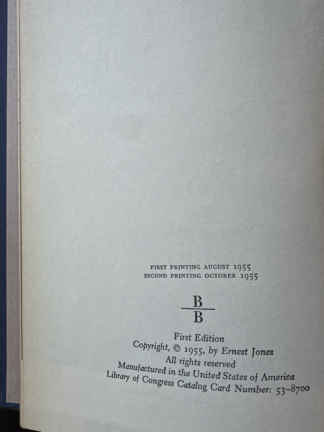 FIRST PRINTING AUGUST 1955
SECOND PRINTING OCTOBER 1955
B
B
First Edition
Copyright, © 1955, by Ernest Jones
All rights reserved
Manufactured in the United States of America
Library of Congress Catalog Card Number: 53-8700